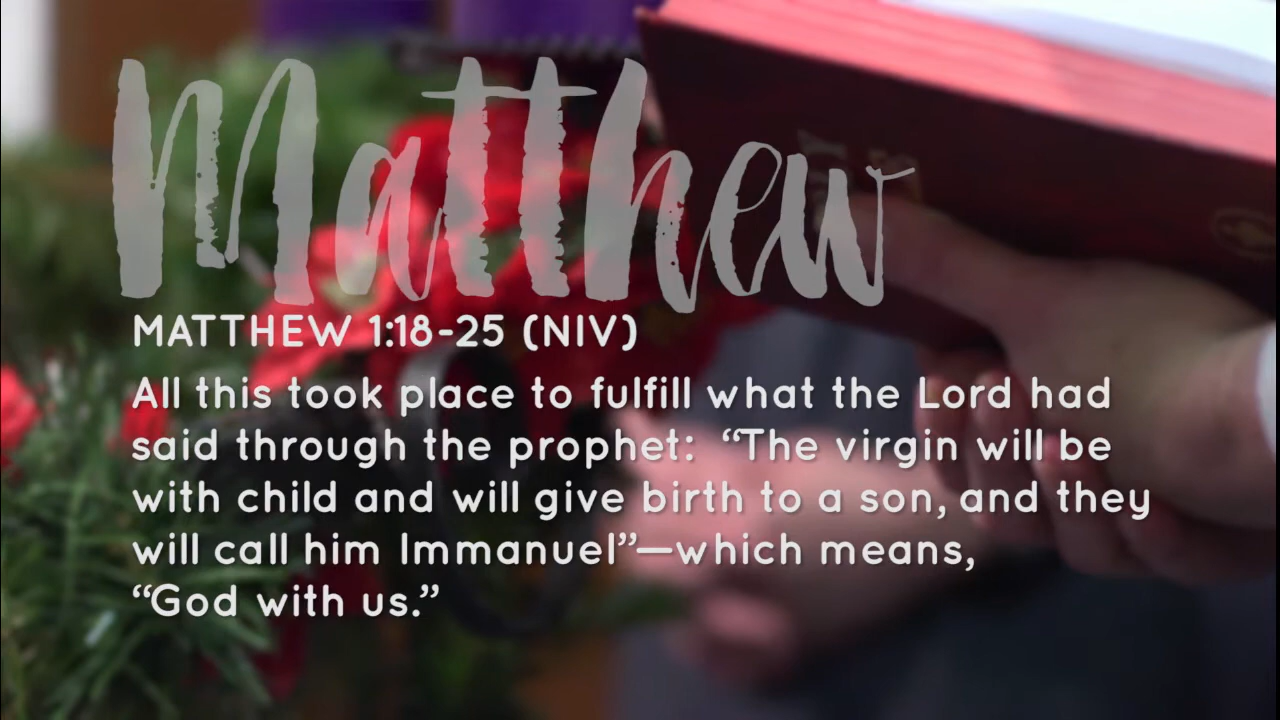 Matthew
MATTHEW 1:18-25 (NIV)
All this took place to fulfill what the Lord had
said through the prophet: “The virgin will be
with child and will give birth to a son, and they
will call him Immanuel”—which means,
“God with us.”